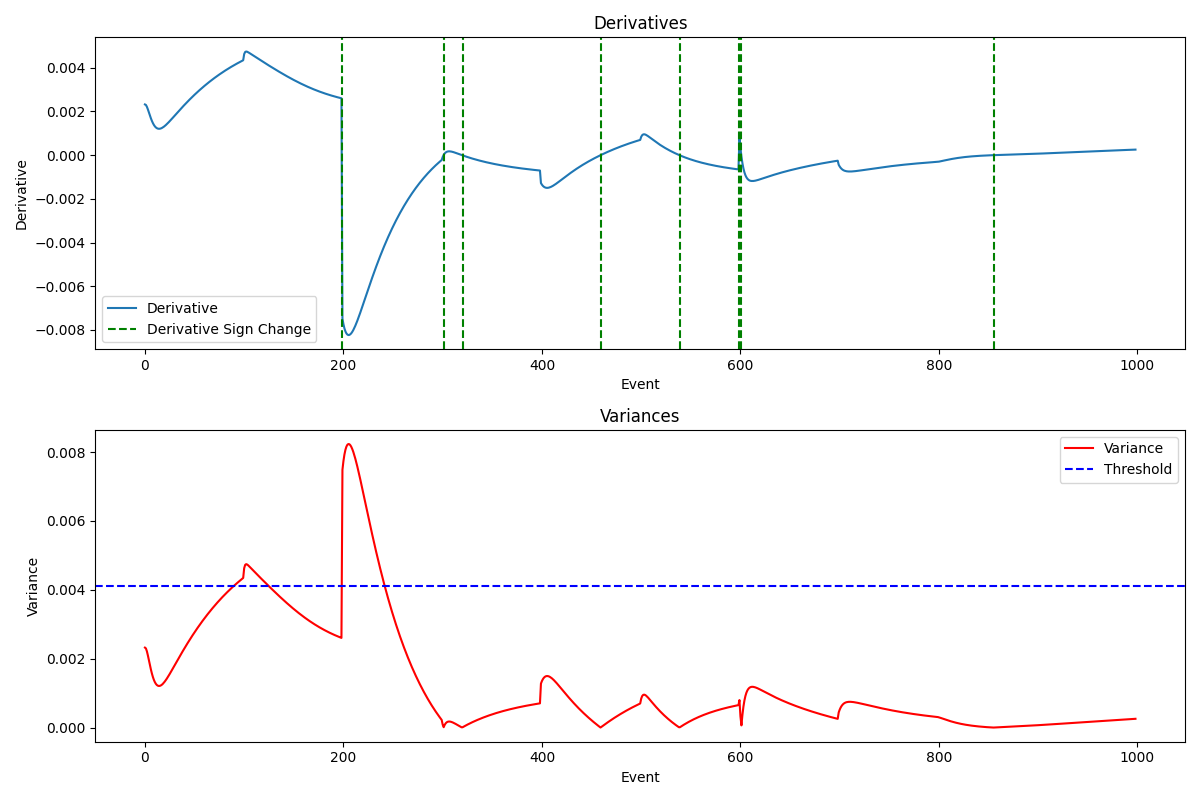 Derivatives
0.004
0.002
0.000
−0.002
−0.004
−0.006
−0.008
Derivative
Derivative
Derivative Sign Change
0 200 400 600 800 1000
Event
Variances
0.008
0.006
0.004
0.002
0.000
Variance
Variance
Threshold
0 200 400 600 800 1000
Event